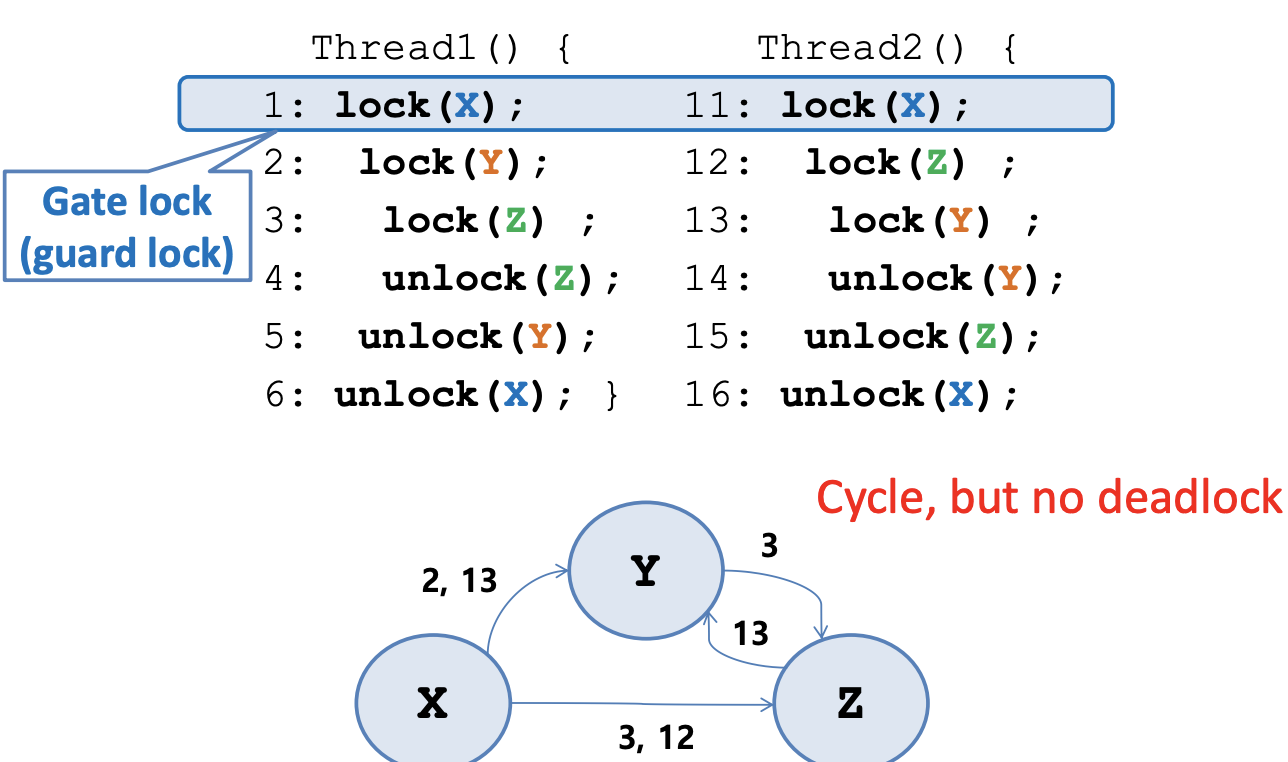 Thread1() { Thread2() {
1: lock(X); 11: lock(X);
2: lock(Y); 12: lock(Z) ;
Gate lock
(guard lock)
3: lock(Z) ; 13: lock(Y) ;
4: unlock(Z); 14: unlock(Y);
5: unlock(Y); 15: unlock(Z);
6: unlock(X); } 16: unlock(X);
Cycle, but no deadlock
Y
3
2, 13
13
X
Z
3, 12